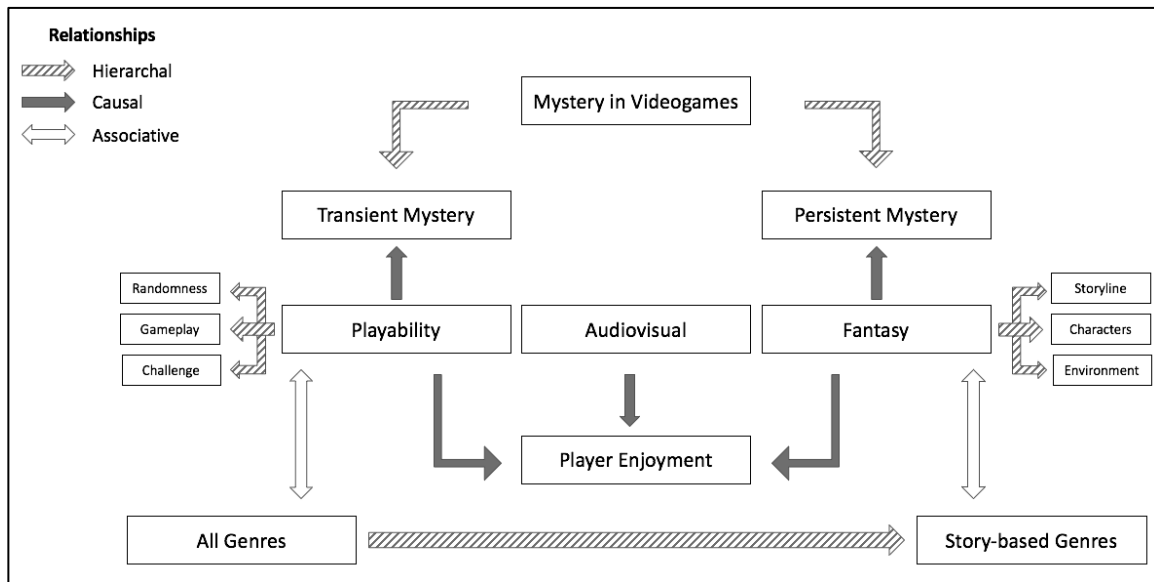 Relationships
Hierarchal
Causal
Associative
Mystery in Videogames
Transient Mystery
Persistent Mystery
Randomness
Gameplay
Challenge
Playability
Audiovisual
Fantasy
Storyline
Characters
Environment
Player Enjoyment
All Genres
Story-based Genres